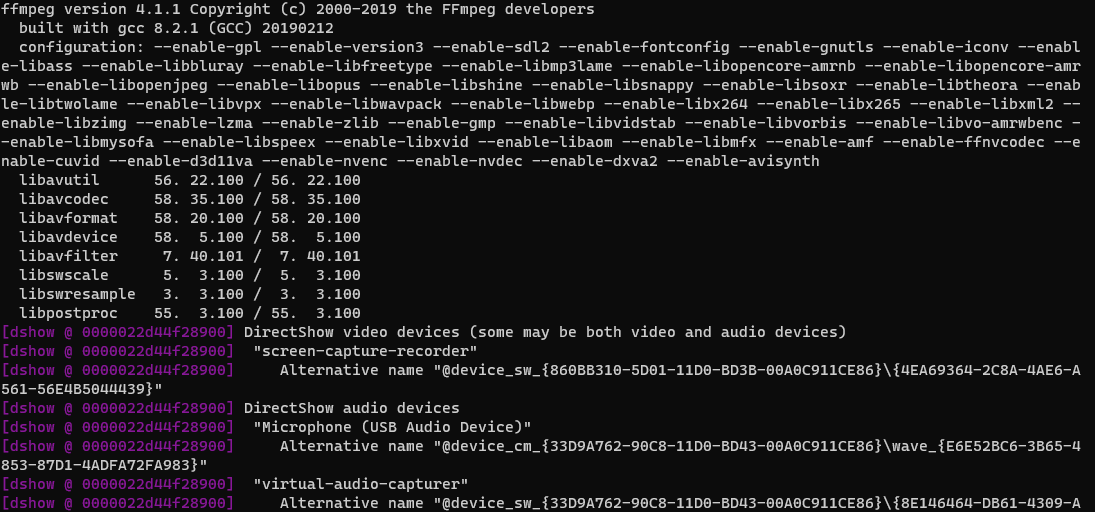 ffmpeg version 4.1.1 Copyright (c) 2000-2019 the FFmpeg developers
  built with gcc 8.2.1 (GCC) 20190212
  configuration: --enable-gpl --enable-version3 --enable-sdl2 --enable-fontconfig --enable-gnutls --enable-iconv --enabl
e-libass --enable-libbluray --enable-libfreetype --enable-libmp3lame --enable-libopencore-amrnb --enable-libopencore-amr
wb --enable-libopenjpeg --enable-libopus --enable-libshine --enable-libsnappy --enable-libsoxr --enable-libtheora --enab
le-libtwolame --enable-libvpx --enable-libwavpack --enable-libwebp --enable-libx264 --enable-libx265 --enable-libxml2 --
enable-libzimg --enable-lzma --enable-zlib --enable-gmp --enable-libvidstab --enable-libvorbis --enable-libvo-amrwbenc -
-enable-libmysofa --enable-libspeex --enable-libxvid --enable-libaom --enable-libmfx --enable-amf --enable-ffnvcodec --e
nable-cuvid --enable-d3d11va --enable-nvenc --enable-nvdec --enable-dxva2 --enable-avisynth
  libavutil      56. 22.100 / 56. 22.100
  libavcodec     58. 35.100 / 58. 35.100
  libavformat    58. 20.100 / 58. 20.100
  libavdevice    58.  5.100 / 58.  5.100
  libavfilter     7. 40.101 /  7. 40.101
  libswscale      5.  3.100 /  5.  3.100
  libswresample   3.  3.100 /  3.  3.100
  libpostproc    55.  3.100 / 55.  3.100
[dshow @ 0000022d44f28900] DirectShow video devices (some may be both video and audio devices)
[dshow @ 0000022d44f28900]  "screen-capture-recorder"
[dshow @ 0000022d44f28900]     Alternative name "@device_sw_{860BB310-5D01-11D0-BD3B-00A0C911CE86}\{4EA69364-2C8A-4AE6-A
561-56E4B5044439}"
[dshow @ 0000022d44f28900] DirectShow audio devices
[dshow @ 0000022d44f28900]  "Microphone (USB Audio Device)"
[dshow @ 0000022d44f28900]     Alternative name "@device_cm_{33D9A762-90C8-11D0-BD43-00A0C911CE86}\wave_{E6E52BC6-3B65-4
853-87D1-4ADFA72FA983}"
[dshow @ 0000022d44f28900]  "virtual-audio-capturer"
[dshow @ 0000022d44f28900]     Alternative name "@device_sw_{33D9A762-90C8-11D0-BD43-00A0C911CE86}\{8E146464-DB61-4309-A